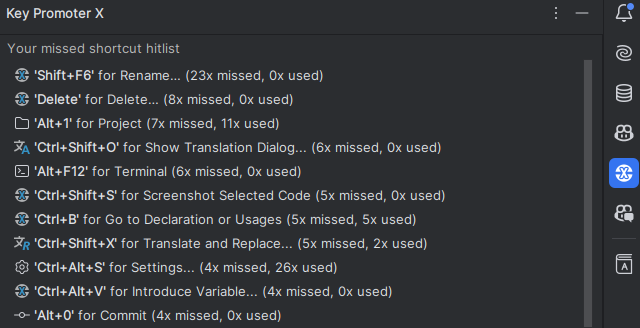 Key Promoter X
Your missed shortcut hitlist
'Shift+F6' for Rename... (23x missed, 0x used)
'Delete' for Delete... (8x missed, 0x used)
'Alt+1' for Project (7x missed, 11x used)
'Ctrl+Shift+O' for Show Translation Dialog... (6x missed, 0x used)
'Alt+F12' for Terminal (6x missed, 0x used)
'Ctrl+Shift+S' for Screenshot Selected Code (5x missed, 0x used)
'Ctrl+B' for Go to Declaration or Usages (5x missed, 5x used)
'Ctrl+Shift+X' for Translate and Replace... (5x missed, 2x used)
'Ctrl+Alt+S' for Settings... (4x missed, 26x used)
'Ctrl+Alt+V' for Introduce Variable... (4x missed, 0x used)
'Alt+0' for Commit (4x missed, 0x used)